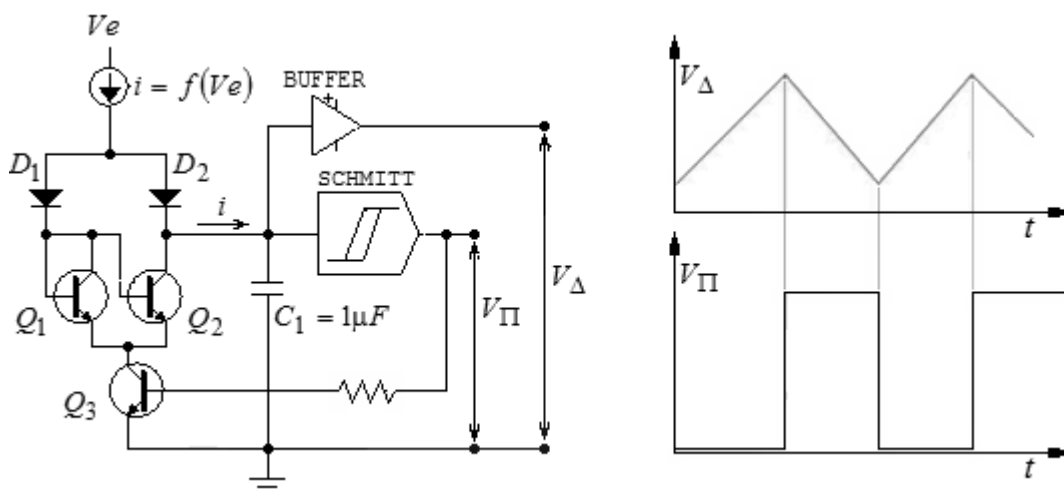 Ve
i = f(Ve)
BUFFER
D1
D2
SCHMITT
i
VΔ
VΠ
C1 = 1μF
Q1
Q2
Q3
VΔ
t
VΠ
t